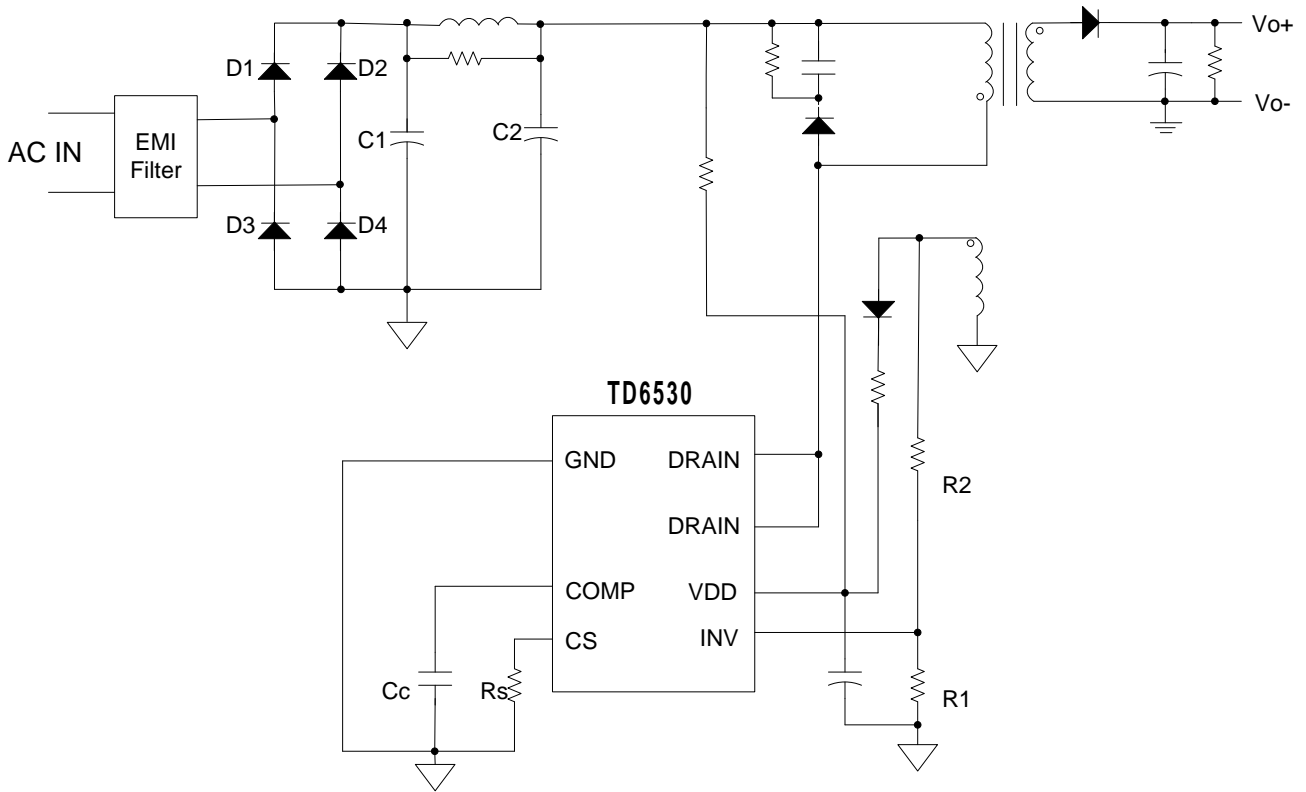 Vo+
D1
D2
C1
C2
Vo-
AC IN
EMI
Filter
D3
D4
TD6530
GND
DRAIN
R2
DRAIN
COMP
VDD
CS
INV
Cc
Rs
R1